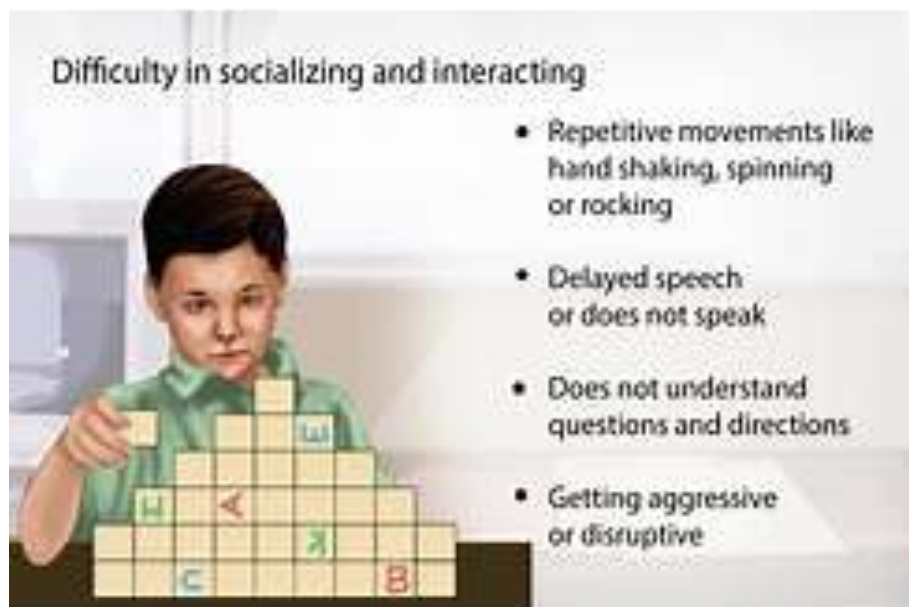 Difficulty in socializing and interacting
• Repetitive movements like
hand shaking, spinning
or rocking
• Delayed speech
or does not speak
• Does not understand
questions and directions
• Getting aggressive
or disruptive
E
E A
K
C B